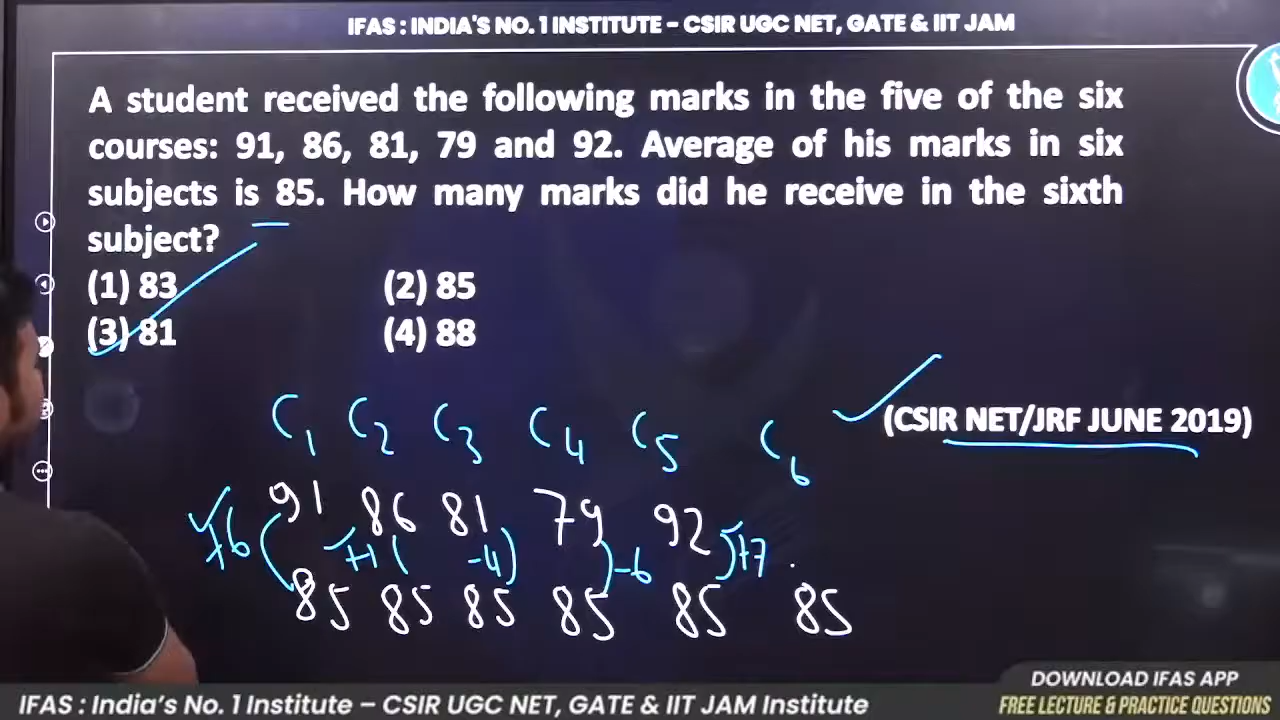 IFAS : INDIA'S NO. 1 INSTITUTE – CSIR UGC NET, GATE & IIT JAM
A student received the following marks in the five of the six
courses: 91, 86, 81, 79 and 92. Average of his marks in six
subjects is 85. How many marks did he receive in the sixth
subject?
(1) 83 (2) 85
(3) 81 (4) 88
(CSIR NET/JRF JUNE 2019)
C1 C2 C3 C4 C5 C6
91 86 81 79 92
+6 +1 -4 -6 +7
85 85 85 85 85 85
DOWNLOAD IFAS APP
FREE LECTURE & PRACTICE QUESTIONS
IFAS : India's No. 1 Institute – CSIR UGC NET, GATE & IIT JAM Institute